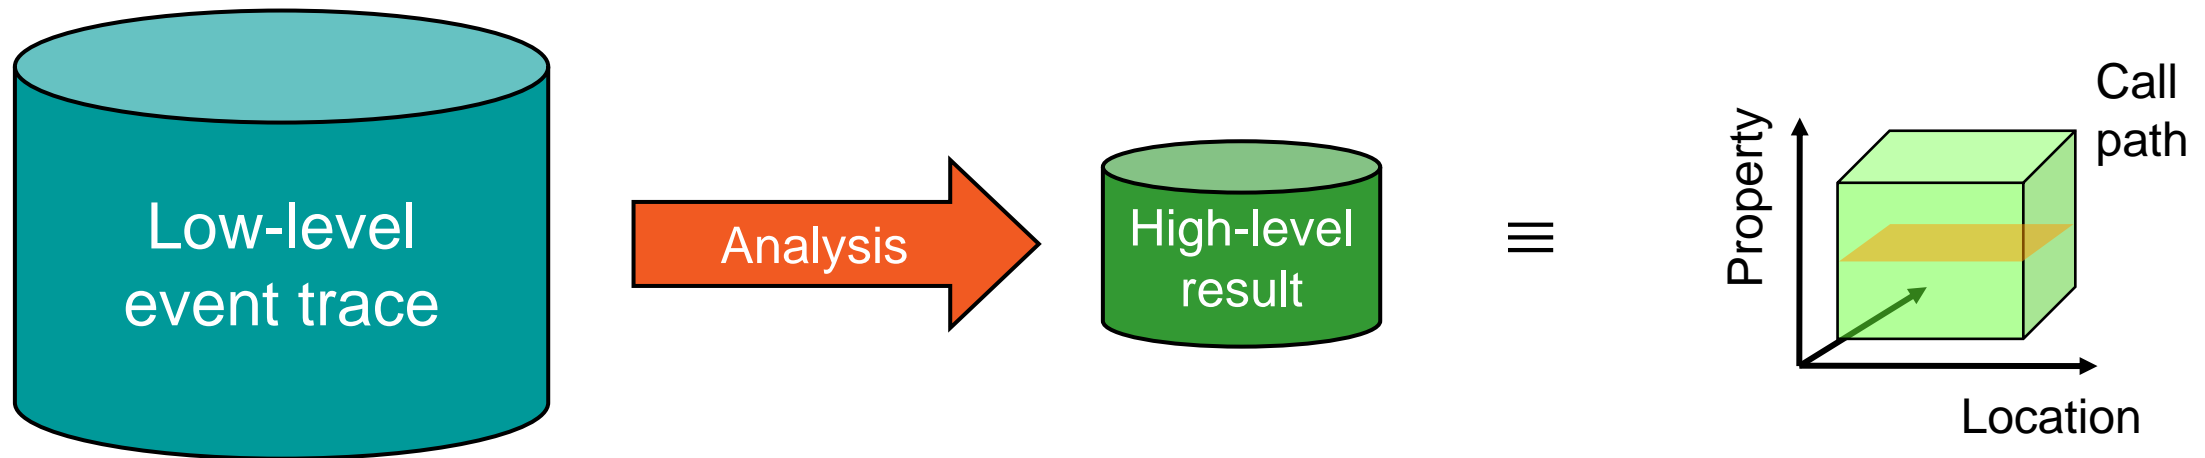 Low-level
event trace
Analysis
High-level
result
≡
Property
Call
path
Location